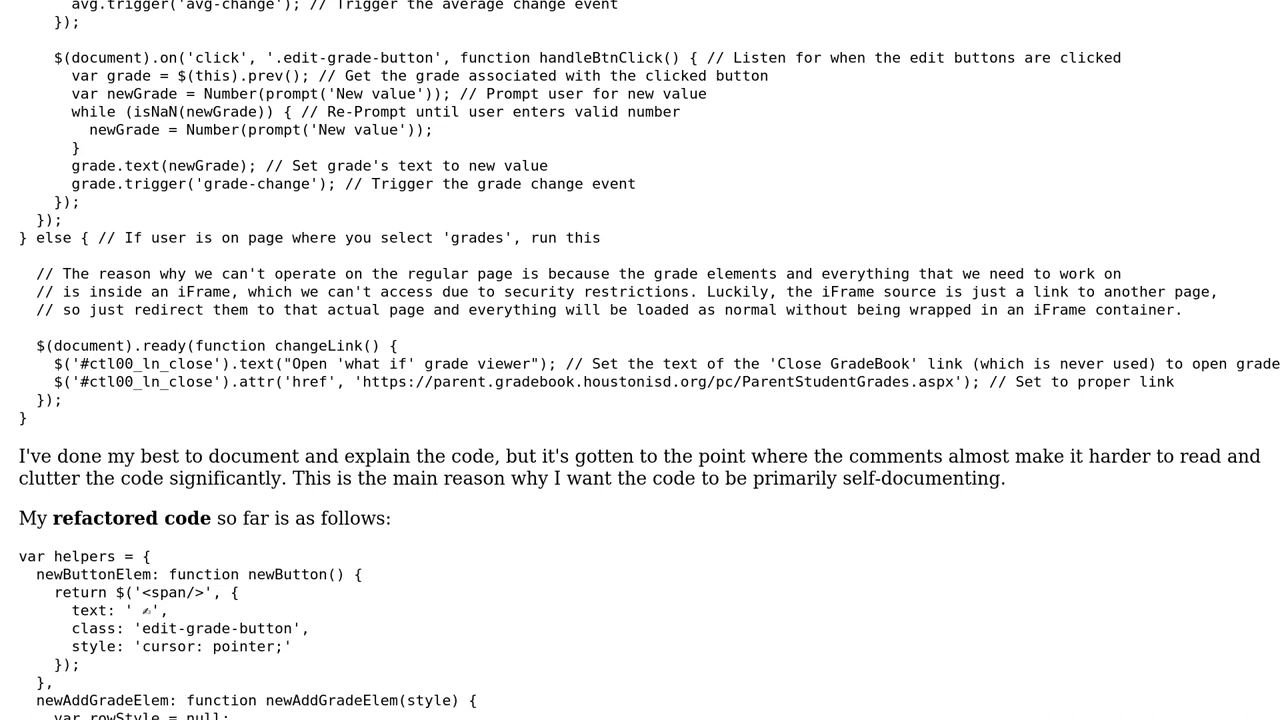 avg.trigger('avg-change'); // Trigger the average change event
    });

    $(document).on('click', '.edit-grade-button', function handleBtnClick() { // Listen for when the edit buttons are clicked
      var grade = $(this).prev(); // Get the grade associated with the clicked button
      var newGrade = Number(prompt('New value')); // Prompt user for new value
      while (isNaN(newGrade)) { // Re-Prompt until user enters valid number
        newGrade = Number(prompt('New value'));
      }
      grade.text(newGrade); // Set grade's text to new value
      grade.trigger('grade-change'); // Trigger the grade change event
    });
  });
} else { // If user is on page where you select 'grades', run this

  // The reason why we can't operate on the regular page is because the grade elements and everything that we need to work on
  // is inside an iFrame, which we can't access due to security restrictions. Luckily, the iFrame source is just a link to another page,
  // so just redirect them to that actual page and everything will be loaded as normal without being wrapped in an iFrame container.

  $(document).ready(function changeLink() {
    $('#ctl00_ln_close').text("Open 'what if' grade viewer"); // Set the text of the 'Close GradeBook' link (which is never used) to open grade
    $('#ctl00_ln_close').attr('href', 'https://parent.gradebook.houstonisd.org/pc/ParentStudentGrades.aspx'); // Set to proper link
  });
}

I've done my best to document and explain the code, but it's gotten to the point where the comments almost make it harder to read and
clutter the code significantly. This is the main reason why I want the code to be primarily self-documenting.

My refactored code so far is as follows:

var helpers = {
  newButtonElem: function newButton() {
    return $('<span/>', {
      text: ' ✍',
      class: 'edit-grade-button',
      style: 'cursor: pointer;'
    });
  },
  newAddGradeElem: function newAddGradeElem(style) {
    var rowStyle = null;